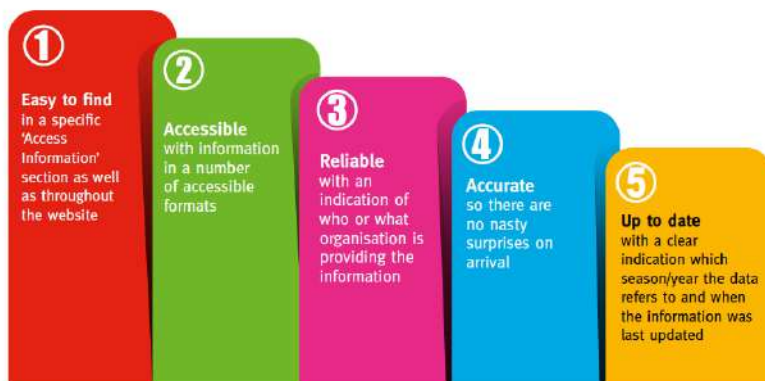 1
Easy to find
in a specific
‘Access
Information’
section as well
as throughout
the website
2
Accessible
with information
in a number
of accessible
formats
3
Reliable
with an
indication of
who or what
organisation is
providing the
information
4
Accurate
so there are
no nasty
surprises on
arrival
5
Up to date
with a clear
indication which
season/year the data
refers to and when
the information was
last updated